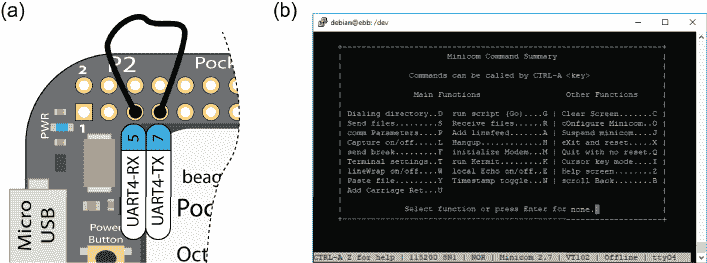 (a)
2
P2
Pock
PWR
1
5
7
UART4-RX
UART4-TX
Micro
USB
Power
Button
beag
Poc
Oct
(b)
debian@ebb: /dev
Minicom Command Summary
Commands can be called by CTRL-A <key>
Main Functions Other Functions
Dialing directory..D run script (Go)....G | Clear Screen.......C
Send files.........S Receive files......R | cOnfigure Minicom..O
comm Parameters....P Add linefeed.......A | Suspend minicom....J
Capture on/off.....L Hangup.............H | eXit and reset.....X
send break.........F initialize Modem...M | Quit with no reset.Q
Terminal settings..T run Kermit.........K | Cursor key mode....I
lineWrap on/off....W local Echo on/off..E | Help screen........Z
Paste file.........Y Timestamp toggle...N | scroll Back........B
Add Carriage Ret...U
Select function or press Enter for none.
CTRL-A Z for help | 115200 8N1 | NOR | Minicom 2.7 | VT102 | Offline | ttyO4